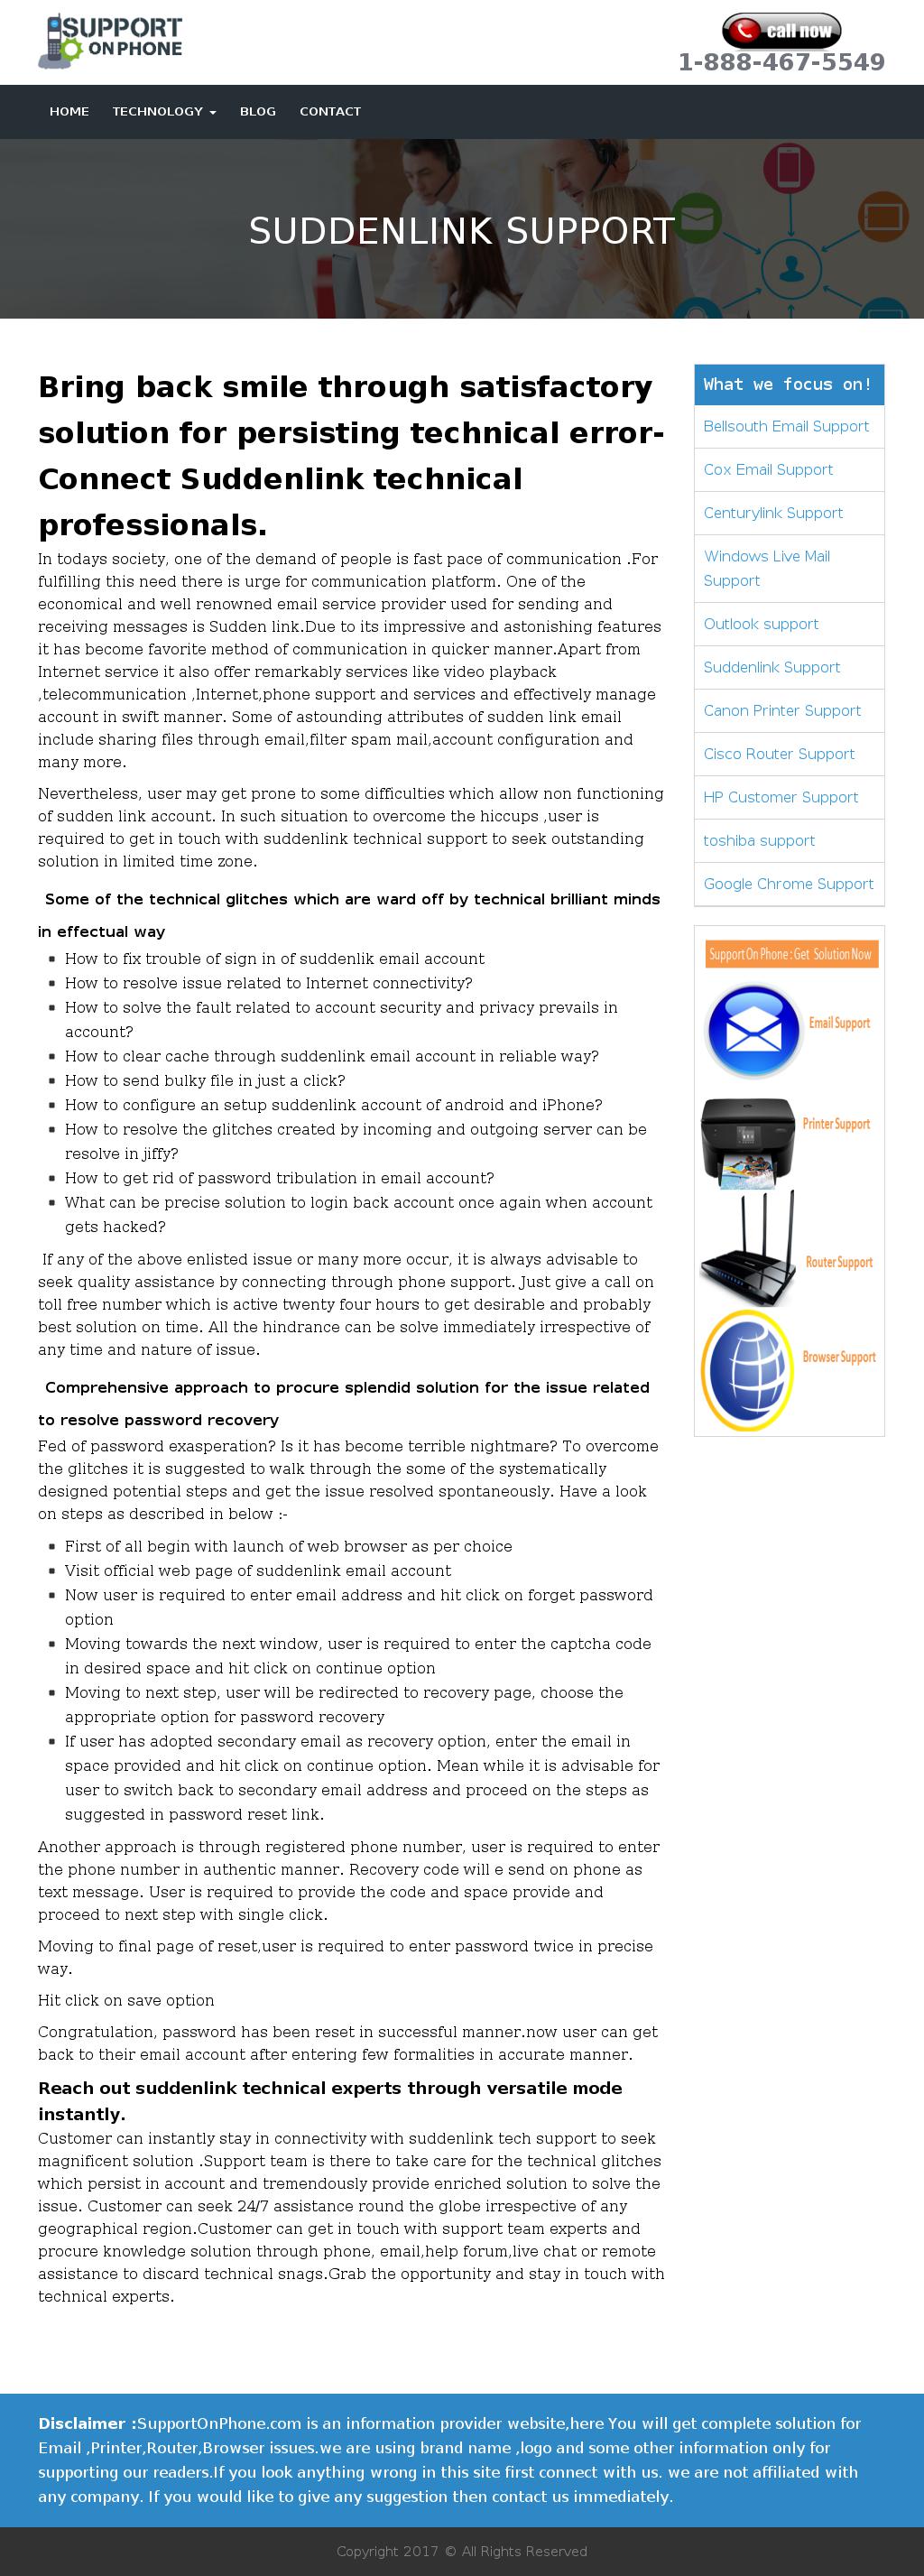 SUPPORT
ON PHONE
call now
1-888-467-5549
HOME
TECHNOLOGY
BLOG
CONTACT
SUDDENLINK SUPPORT
Bring back smile through satisfactory
solution for persisting technical error-
Connect Suddenlink technical
professionals.
In todays society, one of the demand of people is fast pace of communication .For
fulfilling this need there is urge for communication platform. One of the
economical and well renowned email service provider used for sending and
receiving messages is Sudden link.Due to its impressive and astonishing features
it has become favorite method of communication in quicker manner.Apart from
Internet service it also offer remarkably services like video playback
,telecommunication ,Internet,phone support and services and effectively manage
account in swift manner. Some of astounding attributes of sudden link email
include sharing files through email,filter spam mail,account configuration and
many more.
Nevertheless, user may get prone to some difficulties which allow non functioning
of sudden link account. In such situation to overcome the hiccups ,user is
required to get in touch with suddenlink technical support to seek outstanding
solution in limited time zone.
Some of the technical glitches which are ward off by technical brilliant minds
in effectual way
How to fix trouble of sign in of suddenlik email account
How to resolve issue related to Internet connectivity?
How to solve the fault related to account security and privacy prevails in
account?
How to clear cache through suddenlink email account in reliable way?
How to send bulky file in just a click?
How to configure an setup suddenlink account of android and iPhone?
How to resolve the glitches created by incoming and outgoing server can be
resolve in jiffy?
How to get rid of password tribulation in email account?
What can be precise solution to login back account once again when account
gets hacked?
If any of the above enlisted issue or many more occur, it is always advisable to
seek quality assistance by connecting through phone support. Just give a call on
toll free number which is active twenty four hours to get desirable and probably
best solution on time. All the hindrance can be solve immediately irrespective of
any time and nature of issue.
Comprehensive approach to procure splendid solution for the issue related
to resolve password recovery
Fed of password exasperation? Is it has become terrible nightmare? To overcome
the glitches it is suggested to walk through the some of the systematically
designed potential steps and get the issue resolved spontaneously. Have a look
on steps as described in below :-
First of all begin with launch of web browser as per choice
Visit official web page of suddenlink email account
Now user is required to enter email address and hit click on forget password
option
Moving towards the next window, user is required to enter the captcha code
in desired space and hit click on continue option
Moving to next step, user will be redirected to recovery page, choose the
appropriate option for password recovery
If user has adopted secondary email as recovery option, enter the email in
space provided and hit click on continue option. Mean while it is advisable for
user to switch back to secondary email address and proceed on the steps as
suggested in password reset link.
Another approach is through registered phone number, user is required to enter
the phone number in authentic manner. Recovery code will e send on phone as
text message. User is required to provide the code and space provide and
proceed to next step with single click.
Moving to final page of reset,user is required to enter password twice in precise
way.
Hit click on save option
Congratulation, password has been reset in successful manner.now user can get
back to their email account after entering few formalities in accurate manner.
Reach out suddenlink technical experts through versatile mode
instantly.
Customer can instantly stay in connectivity with suddenlink tech support to seek
magnificent solution .Support team is there to take care for the technical glitches
which persist in account and tremendously provide enriched solution to solve the
issue. Customer can seek 24/7 assistance round the globe irrespective of any
geographical region.Customer can get in touch with support team experts and
procure knowledge solution through phone, email,help forum,live chat or remote
assistance to discard technical snags.Grab the opportunity and stay in touch with
technical experts.
What we focus on!
Bellsouth Email Support
Cox Email Support
Centurylink Support
Windows Live Mail
Support
Outlook support
Suddenlink Support
Canon Printer Support
Cisco Router Support
HP Customer Support
toshiba support
Google Chrome Support
Support On Phone : Get Solution Now
Email Support
Printer Support
Router Support
Browser Support
Disclaimer :SupportOnPhone.com is an information provider website,here You will get complete solution for
Email ,Printer,Router,Browser issues.we are using brand name ,logo and some other information only for
supporting our readers.If you look anything wrong in this site first connect with us. we are not affiliated with
any company. If you would like to give any suggestion then contact us immediately.
Copyright 2017 © All Rights Reserved